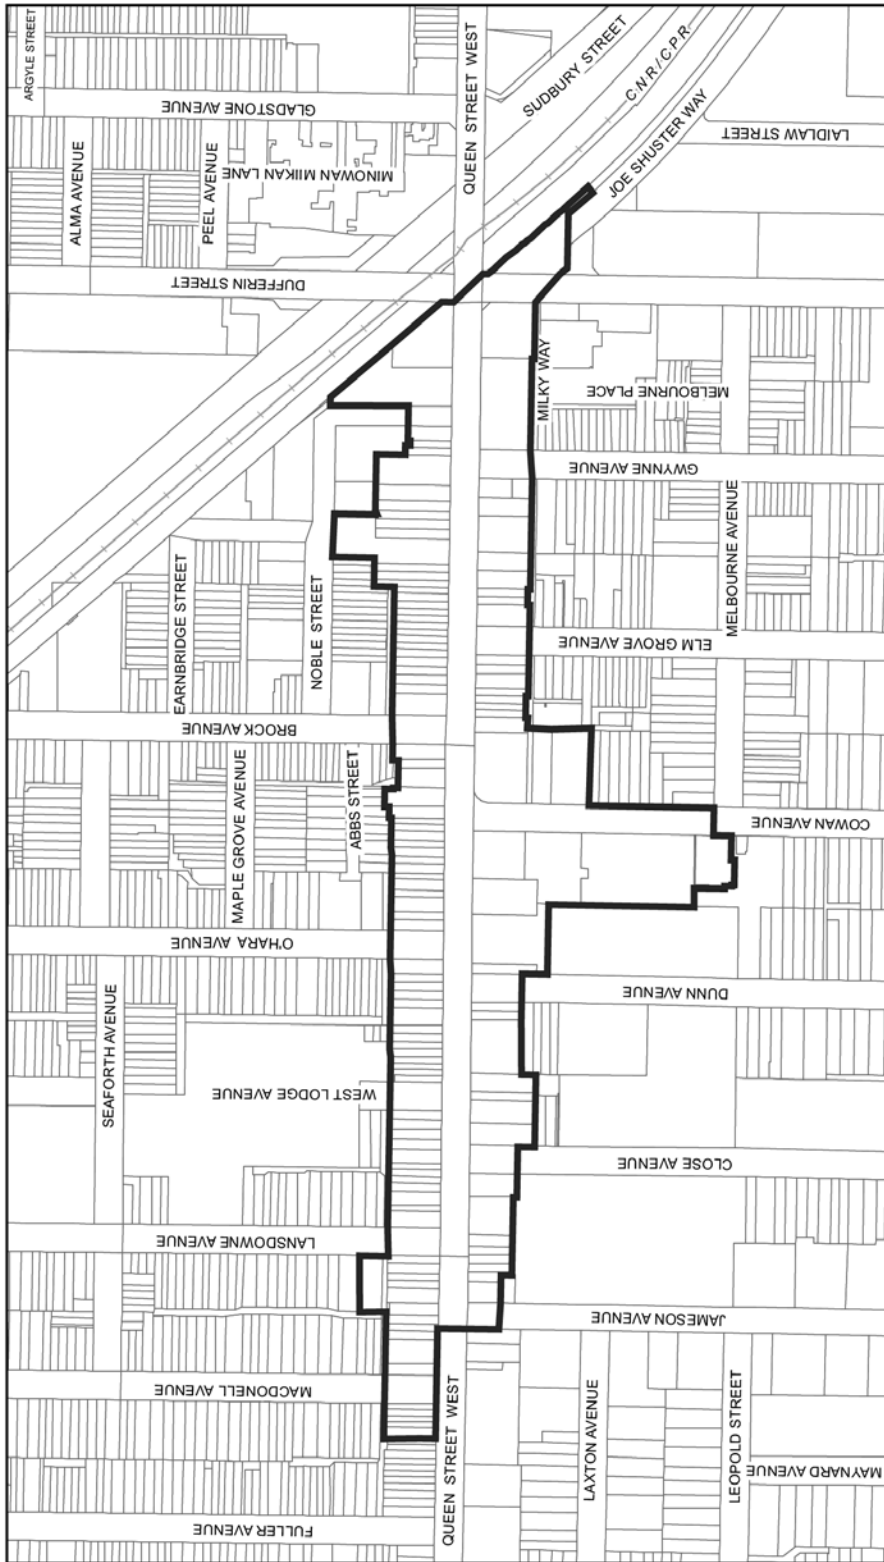 ARGYLE STREET
GLADSTONE AVENUE
QUEEN STREET WEST
SUDBURY STREET
C.N.R / C.P.R
JOE SHUSTER WAY
LAIDLAW STREET
ALMA AVENUE
PEEL AVENUE
MINOWAN MIIKAN LANE
DUFFERIN STREET
MILKY WAY
MELBOURNE PLACE
GWYNNE AVENUE
MELBOURNE AVENUE
EARNBRIDGE STREET
NOBLE STREET
ELM GROVE AVENUE
BROCK AVENUE
MAPLE GROVE AVENUE
ABBS STREET
COWAN AVENUE
O'HARA AVENUE
DUNN AVENUE
SEAFORTH AVENUE
WEST LODGE AVENUE
CLOSE AVENUE
LANSDOWNE AVENUE
JAMESON AVENUE
MACDONELL AVENUE
QUEEN STREET WEST
LAXTON AVENUE
LEOPOLD STREET
MAYNARD AVENUE
FULLER AVENUE